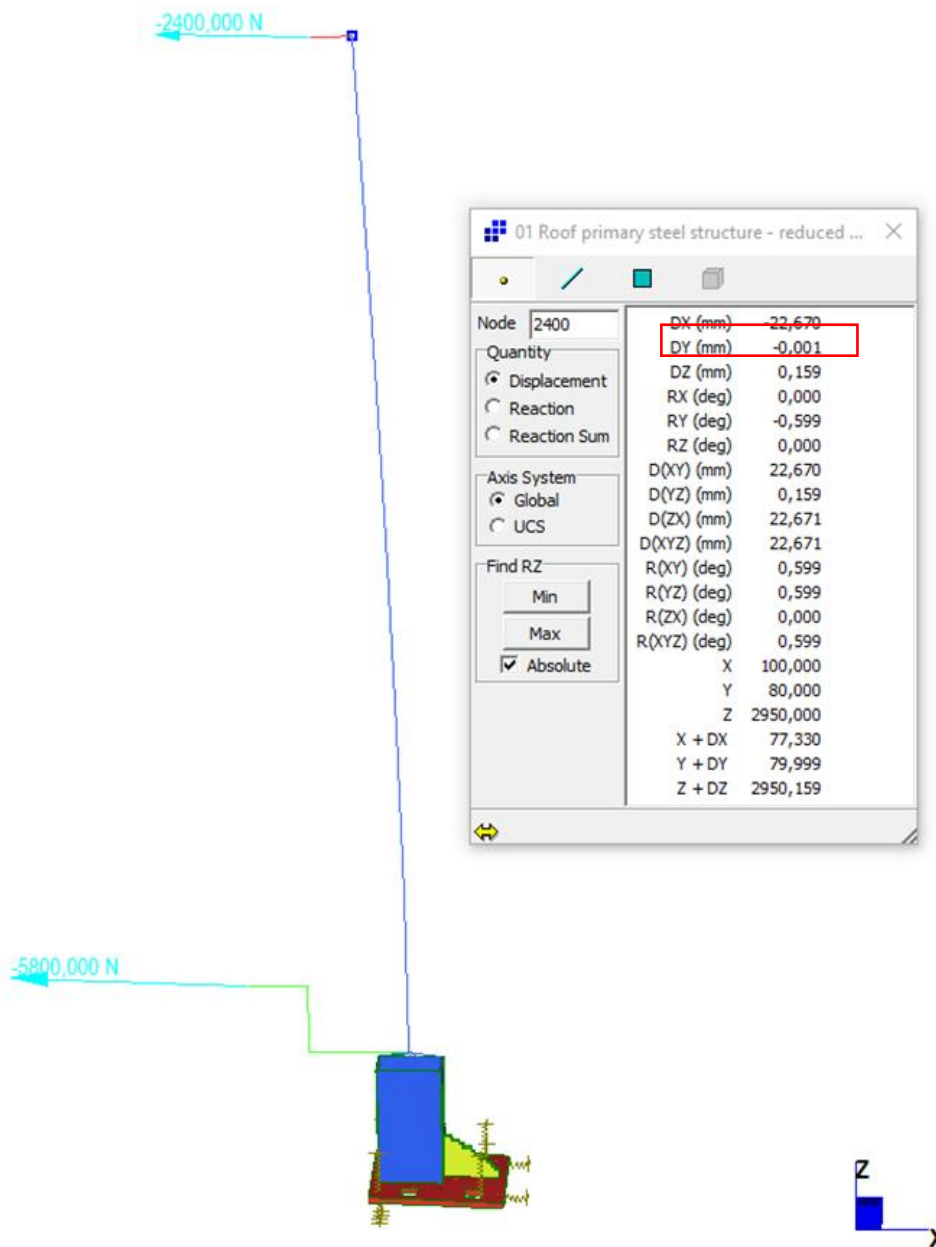 -2400,000 N
01 Roof primary steel structure - reduced ...
Node 2400
Quantity
Displacement
Reaction
Reaction Sum
Axis System
Global
UCS
Find RZ
Min
Max
Absolute
DX (mm) -22,670
DY (mm) -0,001
DZ (mm) 0,159
RX (deg) 0,000
RY (deg) -0,599
RZ (deg) 0,000
D(XY) (mm) 22,670
D(YZ) (mm) 0,159
D(ZX) (mm) 22,671
D(XYZ) (mm) 22,671
R(XY) (deg) 0,599
R(YZ) (deg) 0,599
R(ZX) (deg) 0,000
R(XYZ) (deg) 0,599
X 100,000
Y 80,000
Z 2950,000
X + DX 77,330
Y + DY 79,999
Z + DZ 2950,159
-5800,000 N
Z
X